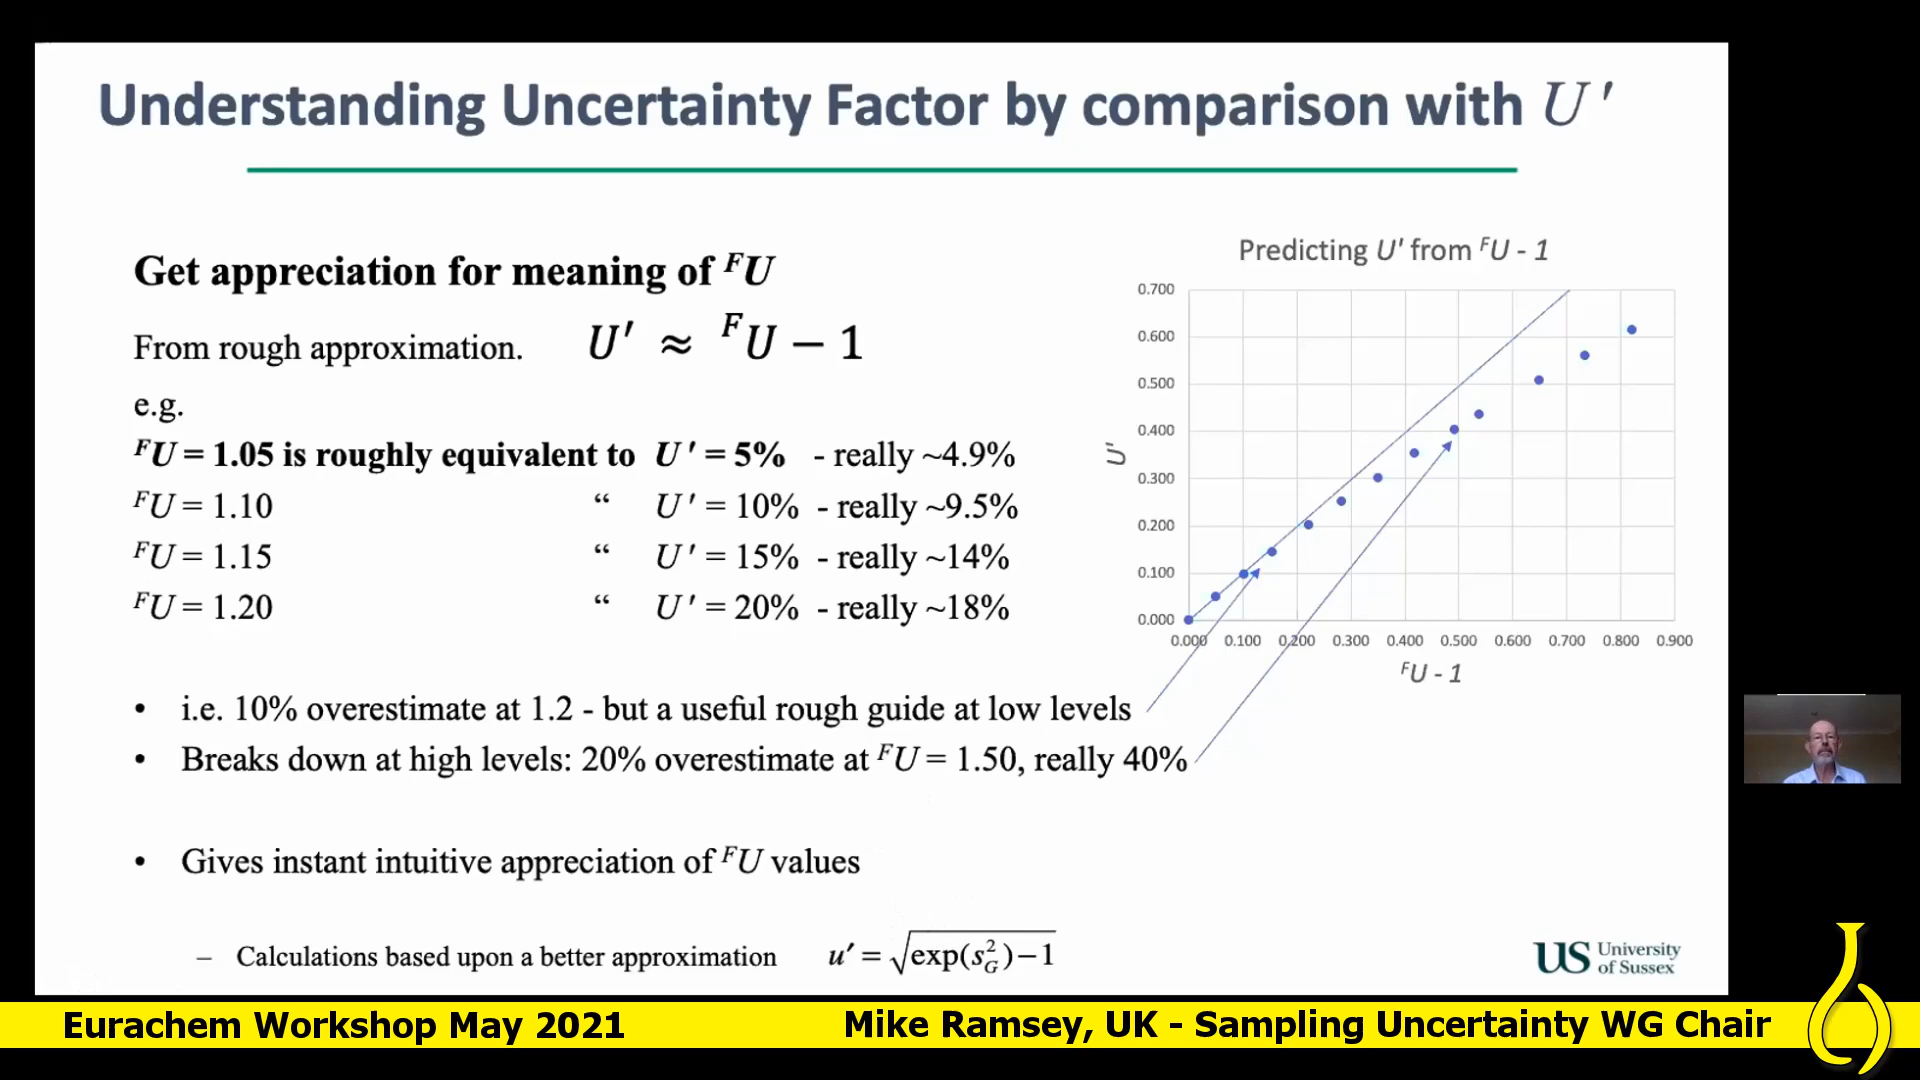 Understanding Uncertainty Factor by comparison with U ′
Get appreciation for meaning of ᶠU
From rough approximation. U′ ≈ ᶠU − 1
e.g.
ᶠU = 1.05 is roughly equivalent to U ′ = 5% - really ~4.9%
ᶠU = 1.10 “ U ′ = 10% - really ~9.5%
ᶠU = 1.15 “ U ′ = 15% - really ~14%
ᶠU = 1.20 “ U ′ = 20% - really ~18%
• i.e. 10% overestimate at 1.2 - but a useful rough guide at low levels
• Breaks down at high levels: 20% overestimate at ᶠU = 1.50, really 40%
• Gives instant intuitive appreciation of ᶠU values
– Calculations based upon a better approximation u′ = √(exp(s_G^2)−1)
Predicting U′ from ᶠU - 1
0.700
0.600
0.500
0.400
0.300
0.200
0.100
0.000
U'
0.000 0.100 0.200 0.300 0.400 0.500 0.600 0.700 0.800 0.900
ᶠU - 1
US University
of Sussex
Eurachem Workshop May 2021 Mike Ramsey, UK - Sampling Uncertainty WG Chair